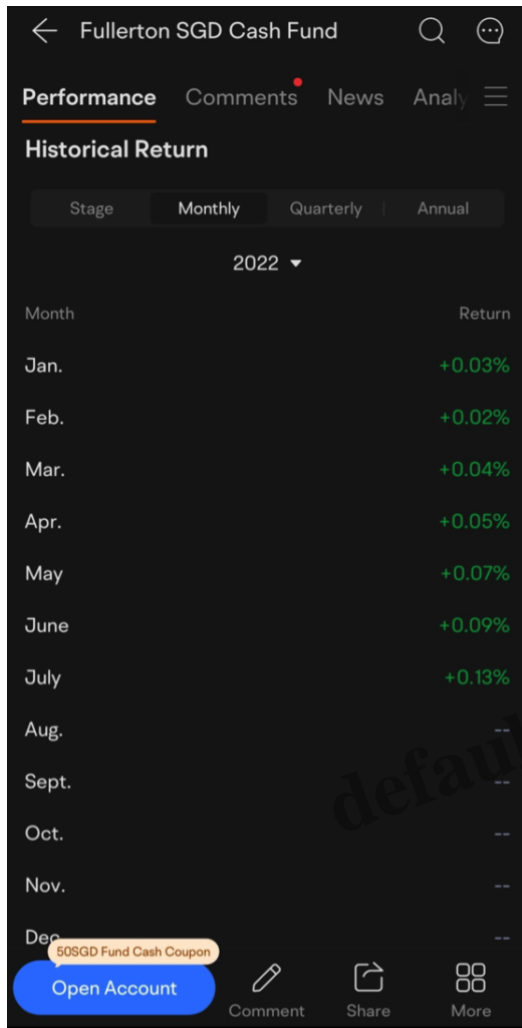 Fullerton SGD Cash Fund
Performance Comments News Analy
Historical Return
Stage Monthly Quarterly Annual
2022
Month Return
Jan. +0.03%
Feb. +0.02%
Mar. +0.04%
Apr. +0.05%
May +0.07%
June +0.09%
July +0.13%
Aug. --
Sept. --
Oct. --
Nov. --
Dec. --
50SGD Fund Cash Coupon
Open Account
Comment Share More
defaul